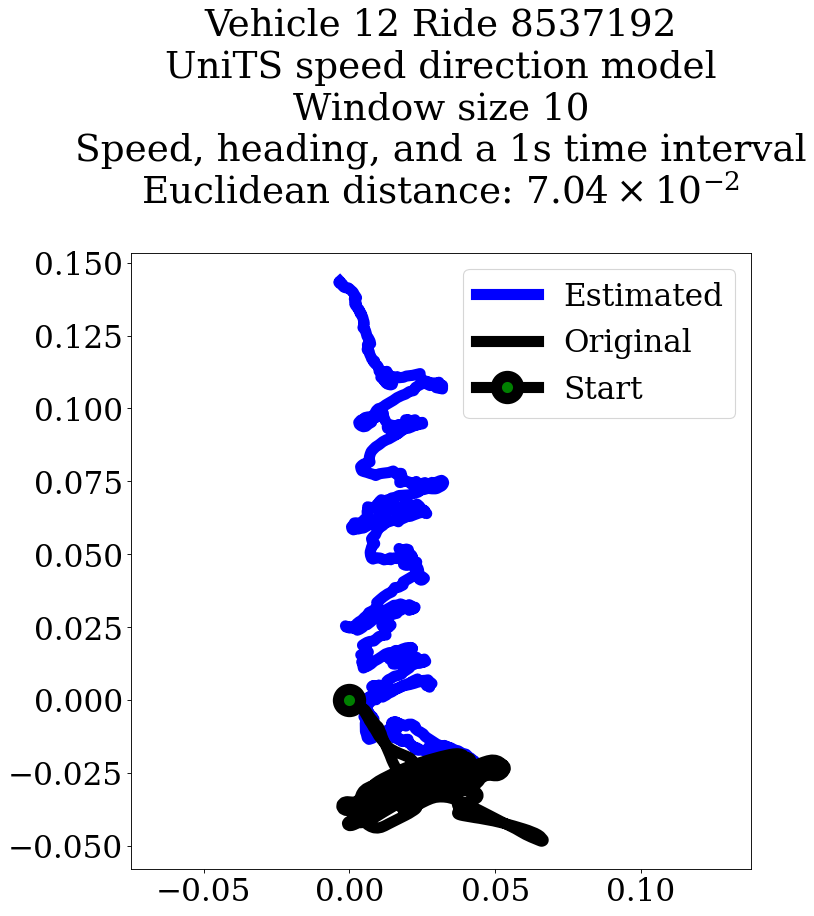 Vehicle 12 Ride 8537192
UniTS speed direction model
Window size 10
Speed, heading, and a 1s time interval
Euclidean distance: 7.04 × 10⁻²
0.150
0.125
0.100
0.075
0.050
0.025
0.000
−0.025
−0.050
Estimated
Original
Start
−0.05 0.00 0.05 0.10